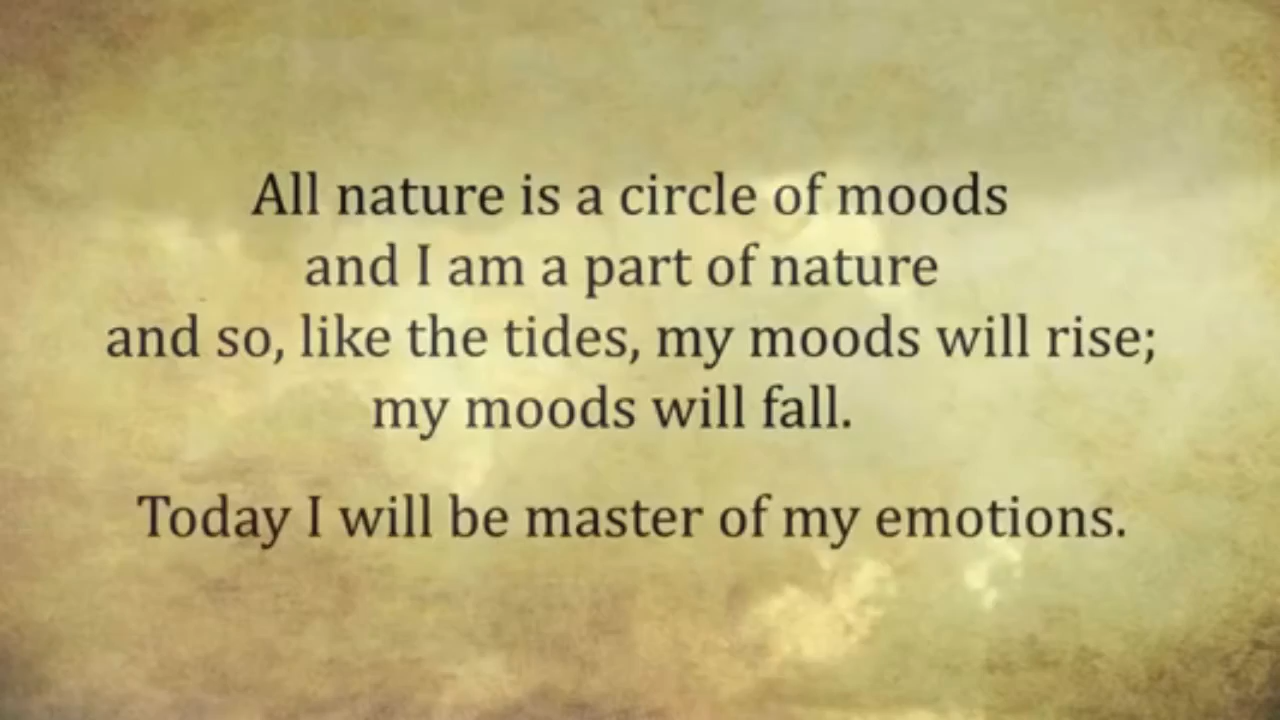 All nature is a circle of moods
and I am a part of nature
and so, like the tides, my moods will rise;
my moods will fall.
Today I will be master of my emotions.